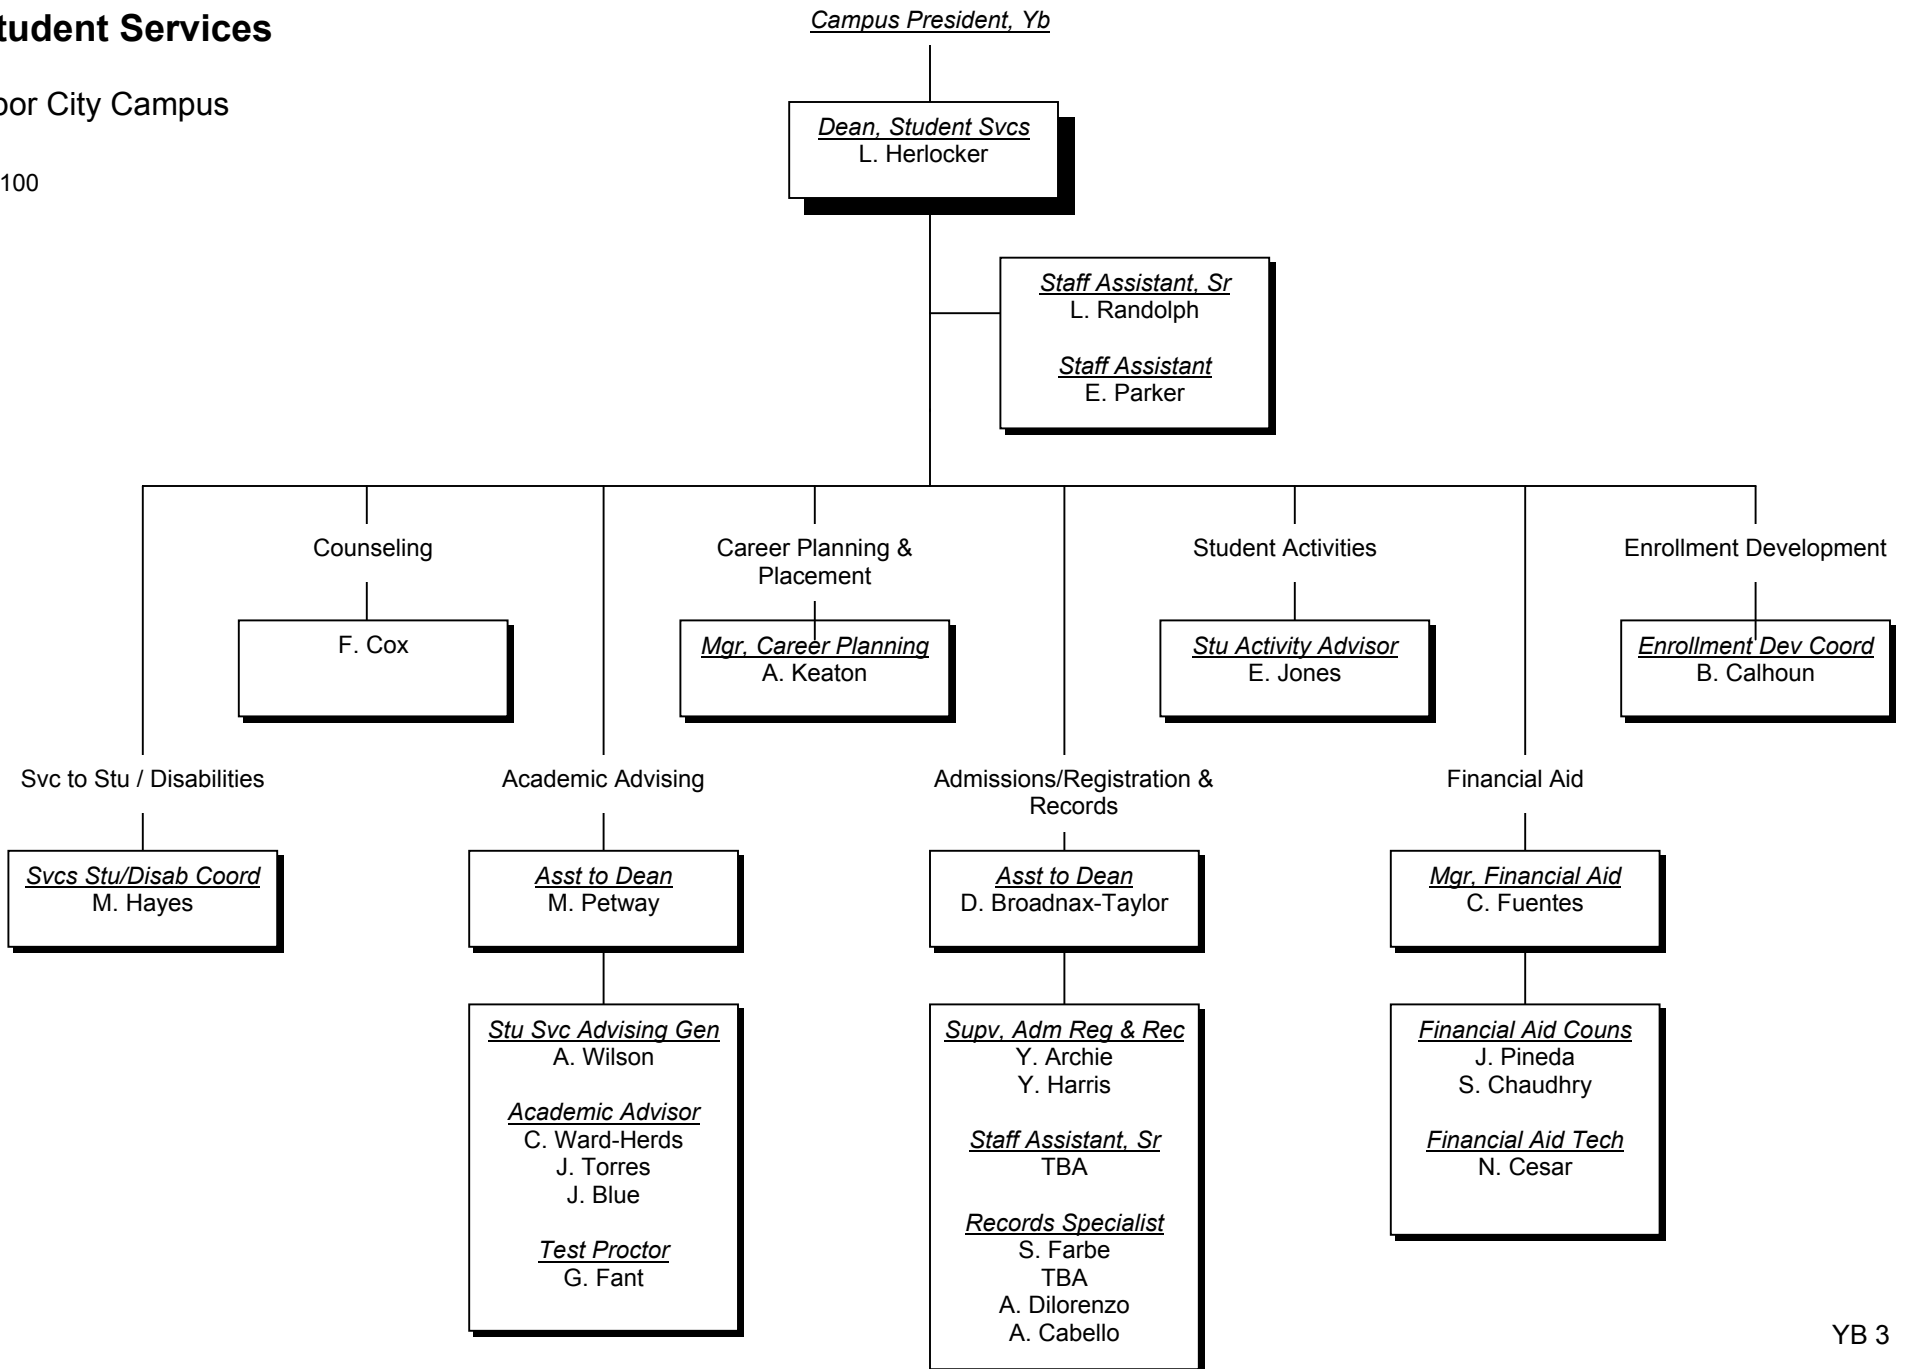 tudent Services
oor City Campus
100
Campus President, Yb
Dean, Student Svcs
L. Herlocker
Staff Assistant, Sr
L. Randolph
Staff Assistant
E. Parker
Counseling
F. Cox
Career Planning &
Placement
Mgr, Career Planning
A. Keaton
Student Activities
Stu Activity Advisor
E. Jones
Enrollment Development
Enrollment Dev Coord
B. Calhoun
Svc to Stu / Disabilities
Svcs Stu/Disab Coord
M. Hayes
Academic Advising
Asst to Dean
M. Petway
Stu Svc Advising Gen
A. Wilson
Academic Advisor
C. Ward-Herds
J. Torres
J. Blue
Test Proctor
G. Fant
Admissions/Registration &
Records
Asst to Dean
D. Broadnax-Taylor
Supv, Adm Reg & Rec
Y. Archie
Y. Harris
Staff Assistant, Sr
TBA
Records Specialist
S. Farbe
TBA
A. Dilorenzo
A. Cabello
Financial Aid
Mgr, Financial Aid
C. Fuentes
Financial Aid Couns
J. Pineda
S. Chaudhry
Financial Aid Tech
N. Cesar
YB 3